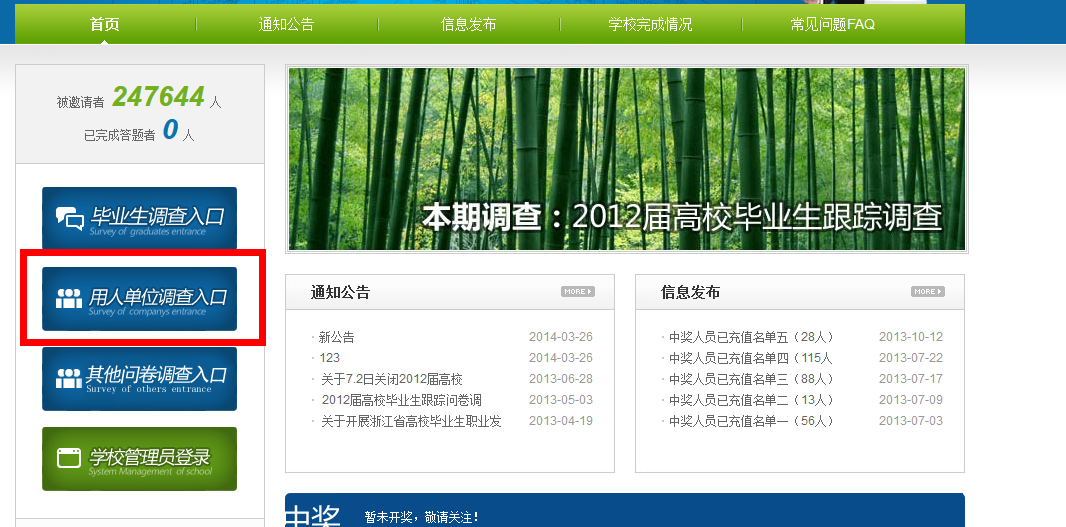 首页 通知公告 信息发布 学校完成情况 常见问题FAQ
被邀请者 247644 人
已完成答题者 0 人
毕业生调查入口
Survey of graduates entrance
用人单位调查入口
Survey of companys entrance
其他问卷调查入口
Survey of others entrance
学校管理员登录
System Management of school
本期调查：2012届高校毕业生跟踪调查
通知公告 MORE
· 新公告 2014-03-26
· 123 2014-03-26
· 关于7.2日关闭2012届高校 2013-06-28
· 2012届高校毕业生跟踪问卷调 2013-05-03
· 关于开展浙江省高校毕业生职业发 2013-04-19
信息发布 MORE
· 中奖人员已充值名单五（28人） 2013-10-12
· 中奖人员已充值名单四（115人 2013-07-22
· 中奖人员已充值名单三（88人） 2013-07-17
· 中奖人员已充值名单二（13人） 2013-07-09
· 中奖人员已充值名单一（56人） 2013-07-03
中奖 暂未开奖，敬请关注！